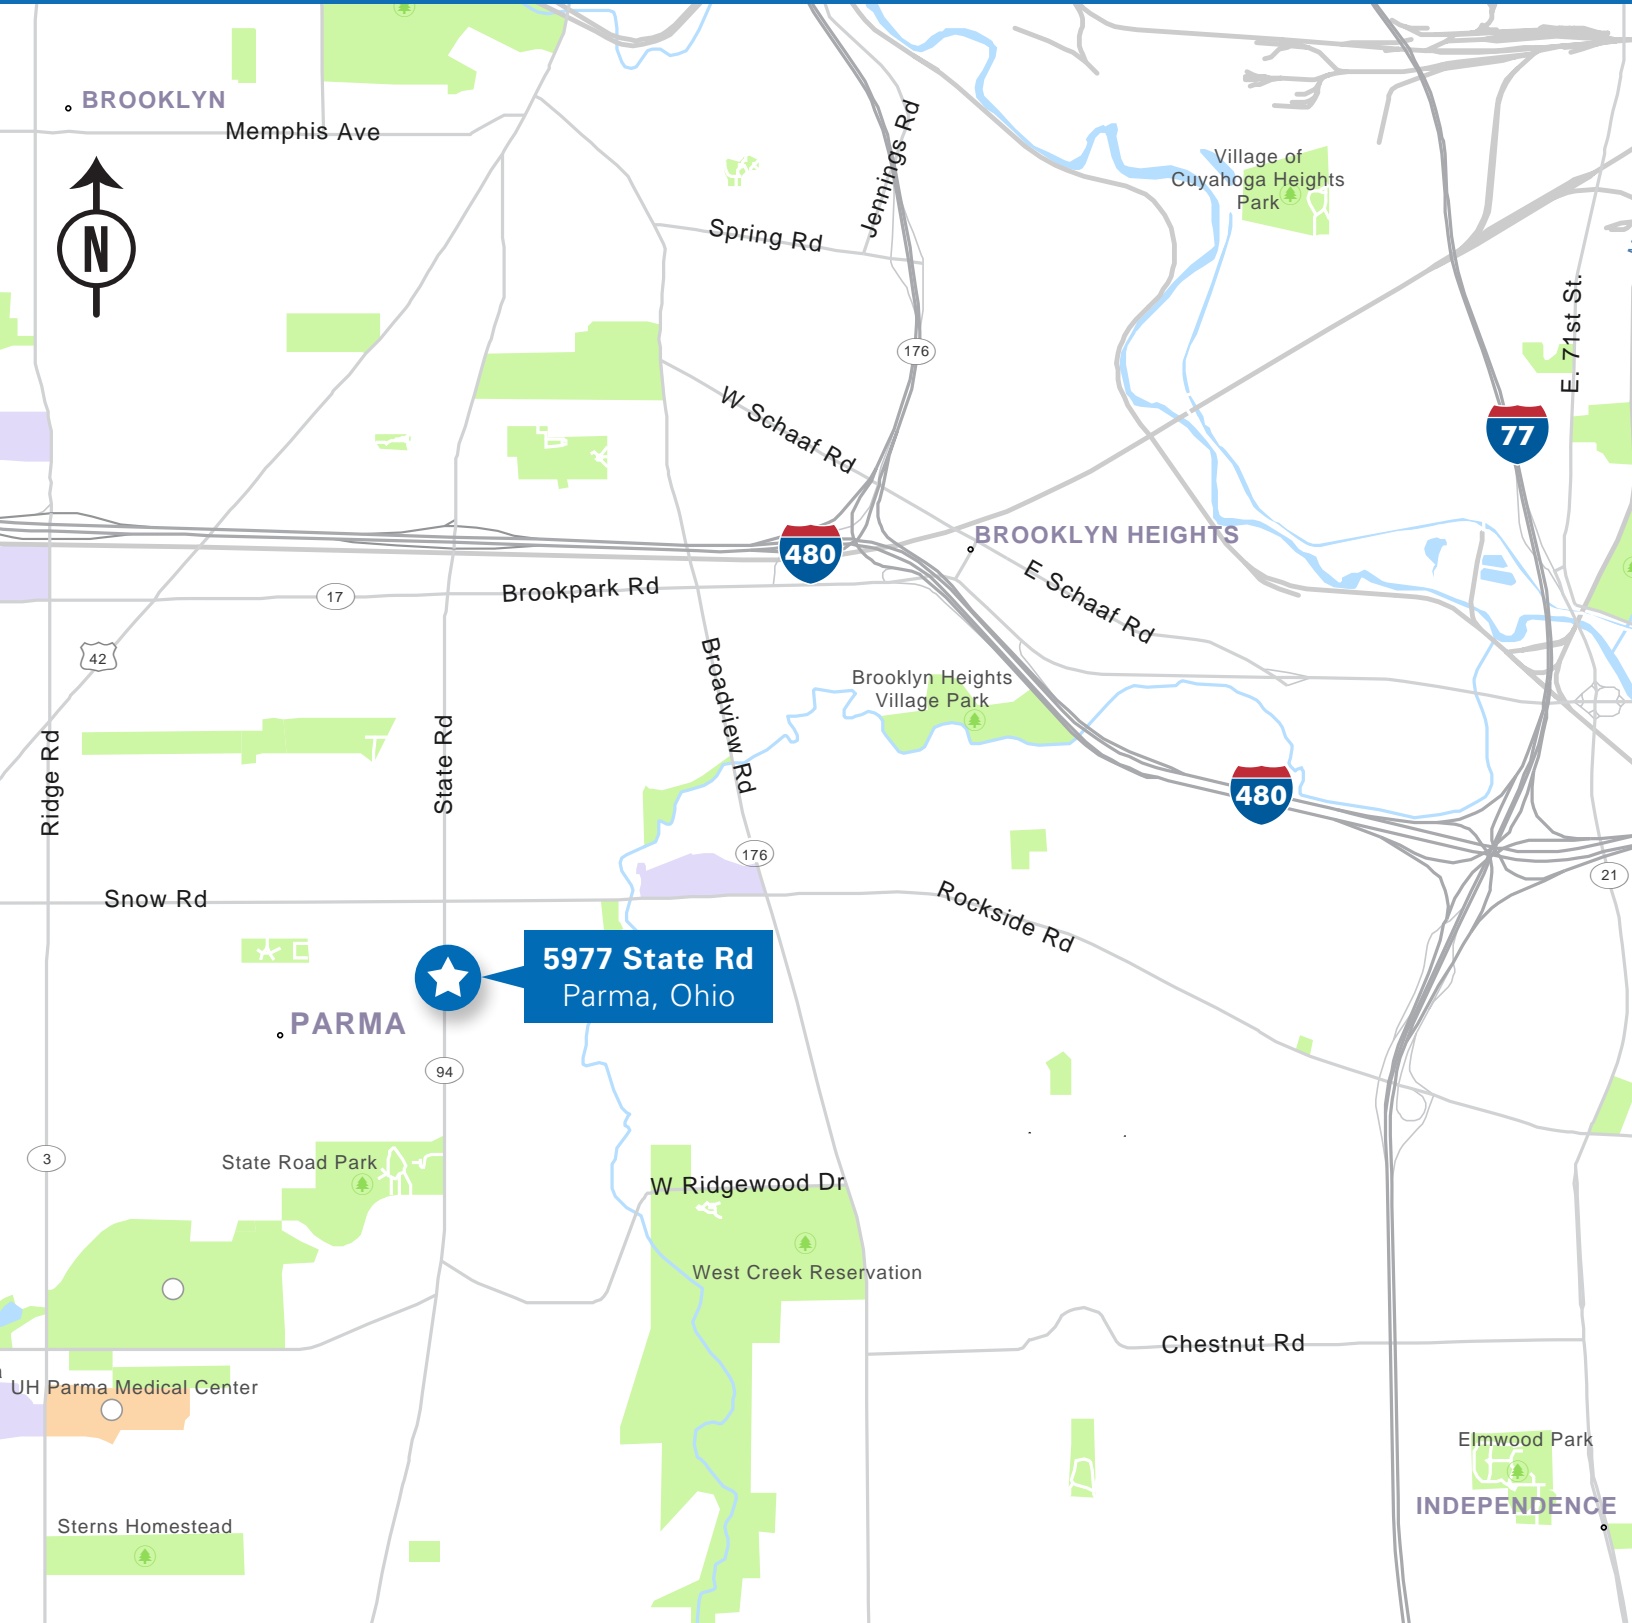 BROOKLYN
Memphis Ave
Jennings Rd
Village of
Cuyahoga Heights
Park
N
Spring Rd
E. 71st St.
176
W Schaaf Rd
77
480
BROOKLYN HEIGHTS
E Schaaf Rd
Brookpark Rd
17
42
Broadview Rd
Brooklyn Heights
Village Park
State Rd
Ridge Rd
480
176
21
Snow Rd
Rockside Rd
5977 State Rd
Parma, Ohio
PARMA
94
3
State Road Park
W Ridgewood Dr
West Creek Reservation
Chestnut Rd
UH Parma Medical Center
Elmwood Park
INDEPENDENCE
Sterns Homestead